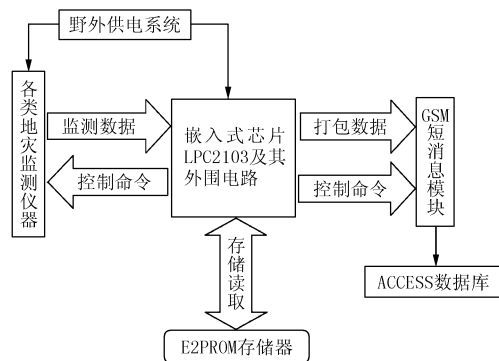 野外供电系统
各类地灾监测仪器
监测数据
控制命令
嵌入式芯片
LPC2103及其
外围电路
打包数据
控制命令
GSM
短消息模块
存储读取
ACCESS数据库
E2PROM存储器